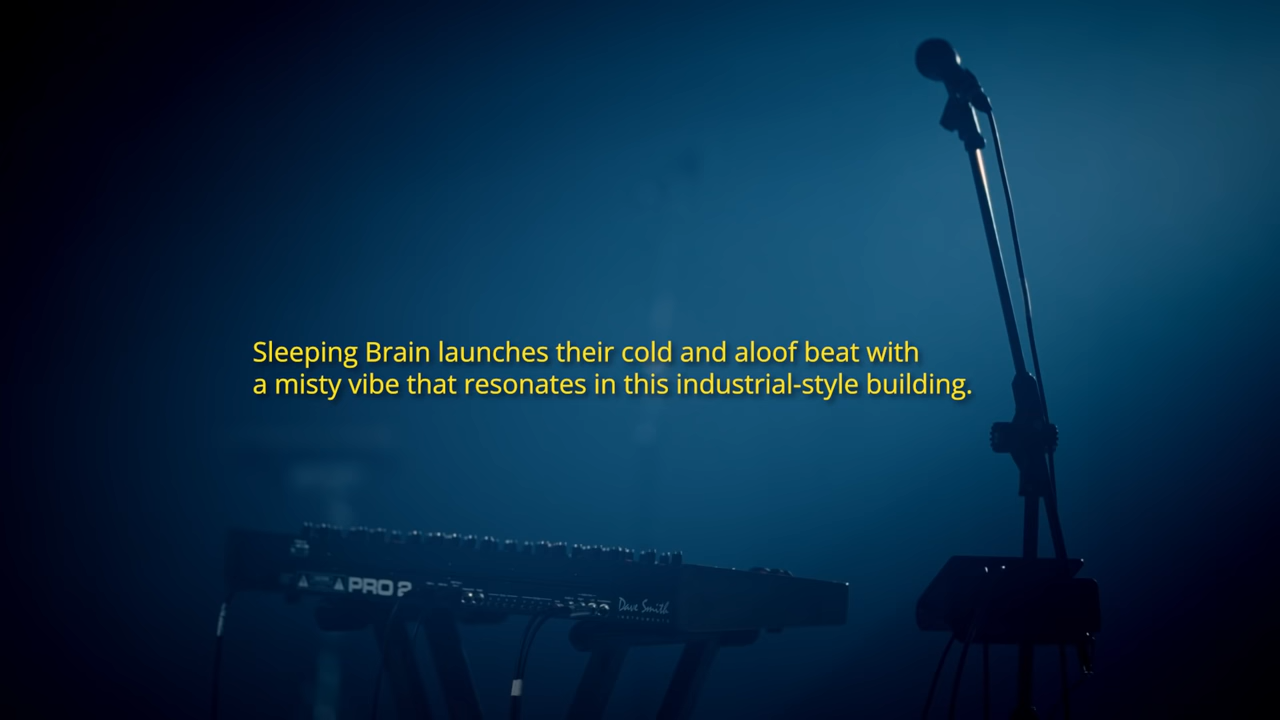 Sleeping Brain launches their cold and aloof beat with
a misty vibe that resonates in this industrial-style building.
PRO 2
Dave Smith